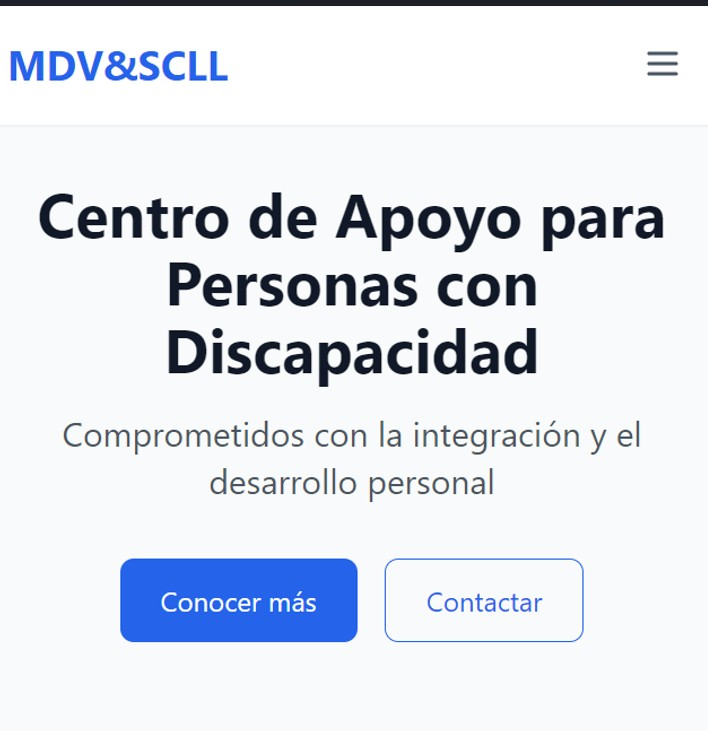 MDV&SCLL
Centro de Apoyo para
Personas con
Discapacidad
Comprometidos con la integración y el
desarrollo personal
Conocer más
Contactar